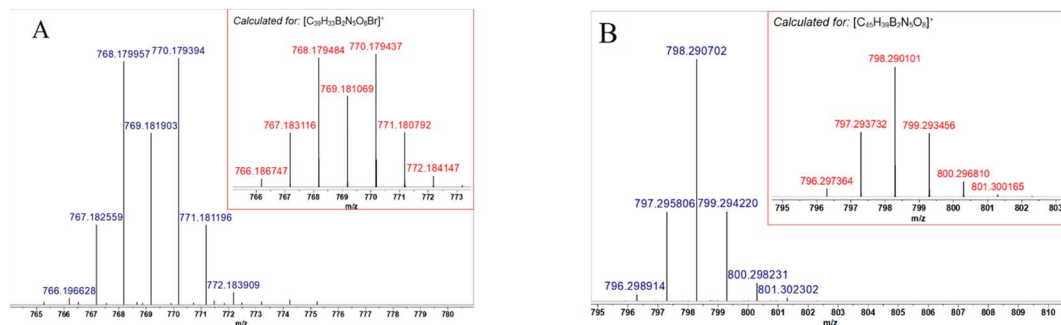 A
Calculated for: [C₃₉H₃₃B₂N₅O₆Br]⁺
768.179957
770.179394
769.181903
767.182559
771.181196
766.196628
772.183909
765 766 767 768 769 770 771 772 773 774 775 776 777 778 779 780
m/z
768.179484
770.179437
769.181069
767.183116
771.180792
766.186747
772.184147
766 767 768 769 770 771 772 773
m/z
B
Calculated for: [C₄₅H₃₉B₂N₅O₈]⁺
798.290702
797.295806
799.294220
796.298914
800.298231
801.302302
795 796 797 798 799 800 801 802 803 804 805 806 807 808 809 810
m/z
798.290101
797.293732
799.293456
796.297364
800.296810
801.300165
795 796 797 798 799 800 801 802 803
m/z